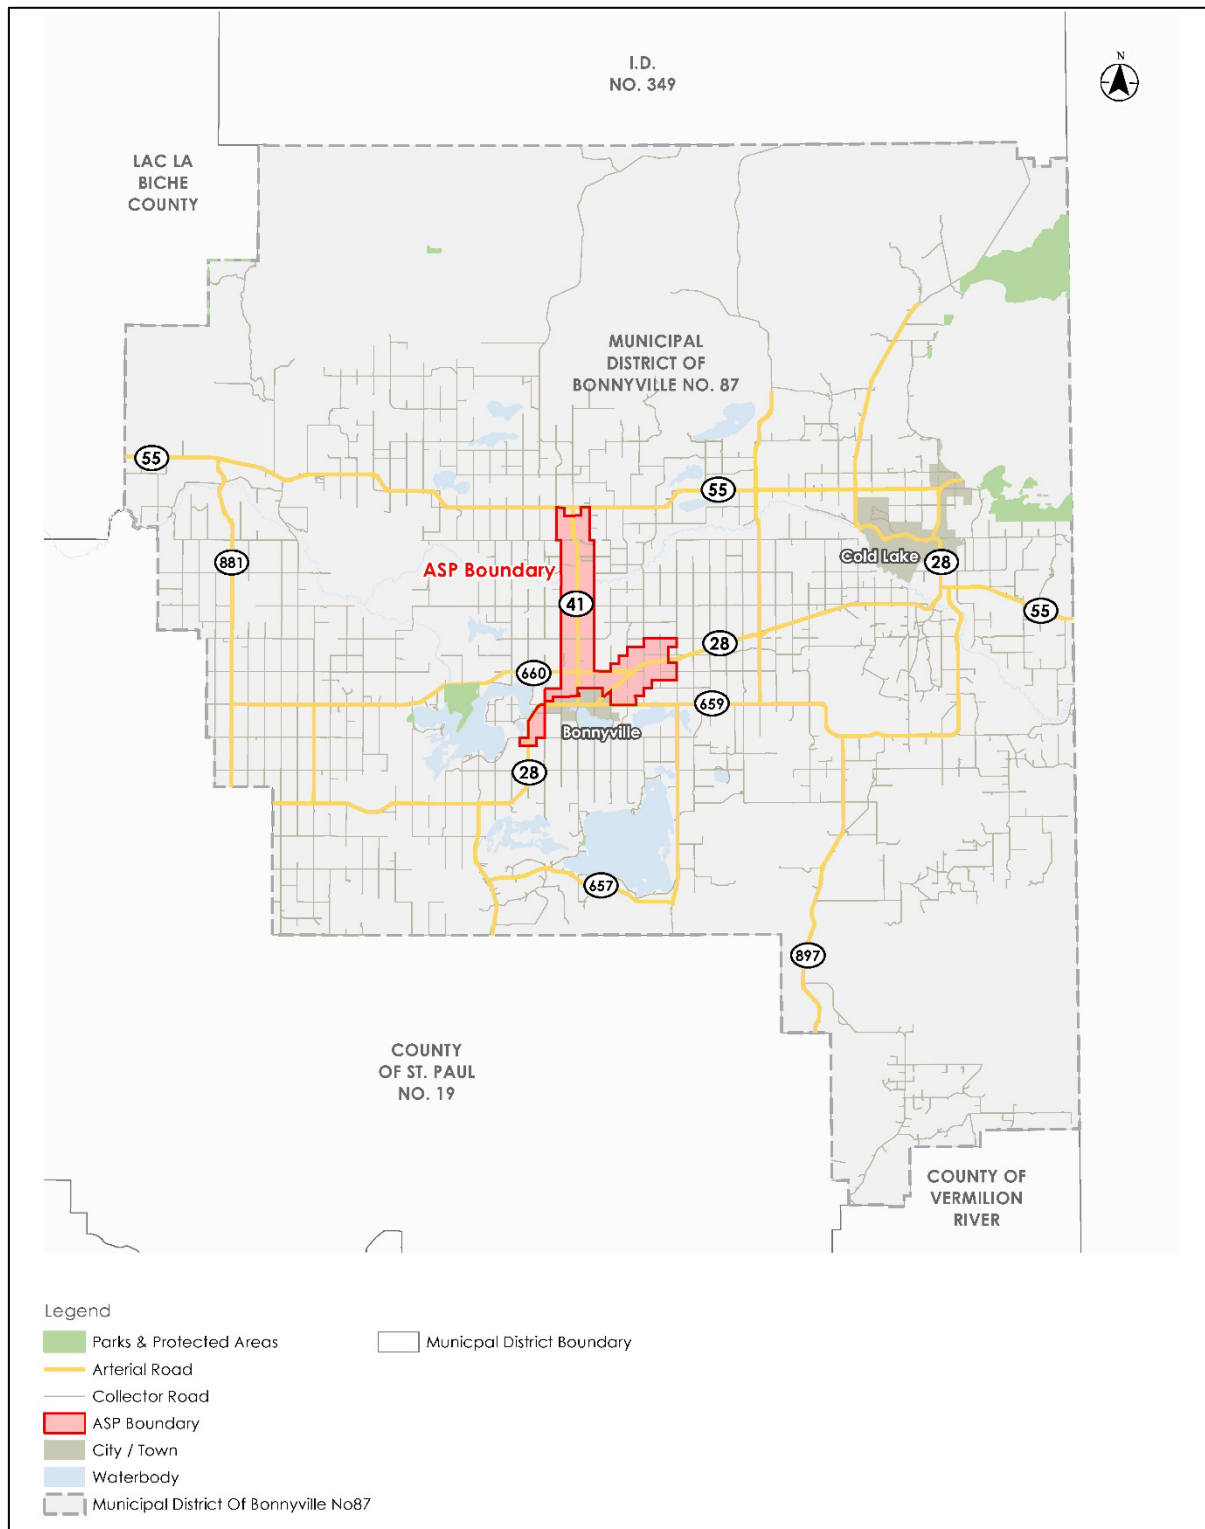 I.D.
NO. 349
N
LAC LA
BICHE
COUNTY
MUNICIPAL
DISTRICT OF
BONNYVILLE NO. 87
55
55
881
ASP Boundary
Cold Lake
28
41
55
28
660
659
Bonnyville
28
657
897
COUNTY
OF ST. PAUL
NO. 19
COUNTY OF
VERMILION
RIVER
Legend
Parks & Protected Areas
Municpal District Boundary
Arterial Road
Collector Road
ASP Boundary
City / Town
Waterbody
Municipal District Of Bonnyville No87